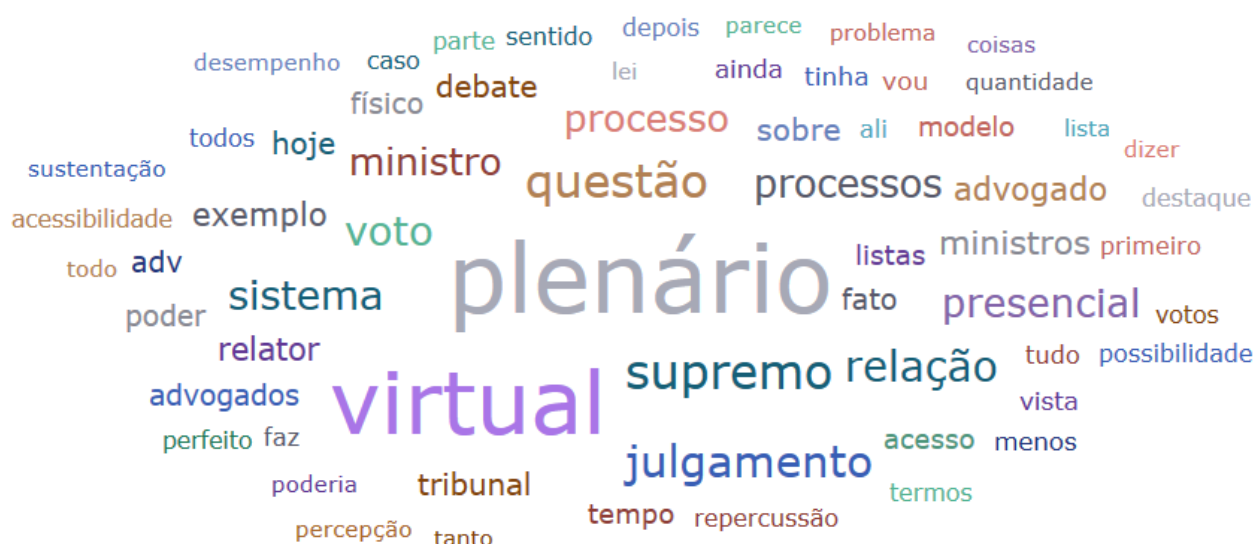 parte sentido depois parece problema coisas
desempenho caso debate lei ainda tinha vou quantidade
físico processo sobre ali modelo lista
todos hoje ministro dizer
sustentação questão processos advogado destaque
acessibilidade exemplo voto ministros primeiro
todo adv plenário listas
sistema fato presencial votos
poder
relator supremo relação tudo possibilidade
advogados virtual vista
perfeito faz julgamento acesso menos
poderia tribunal termos
tempo repercussão
percepção tanto